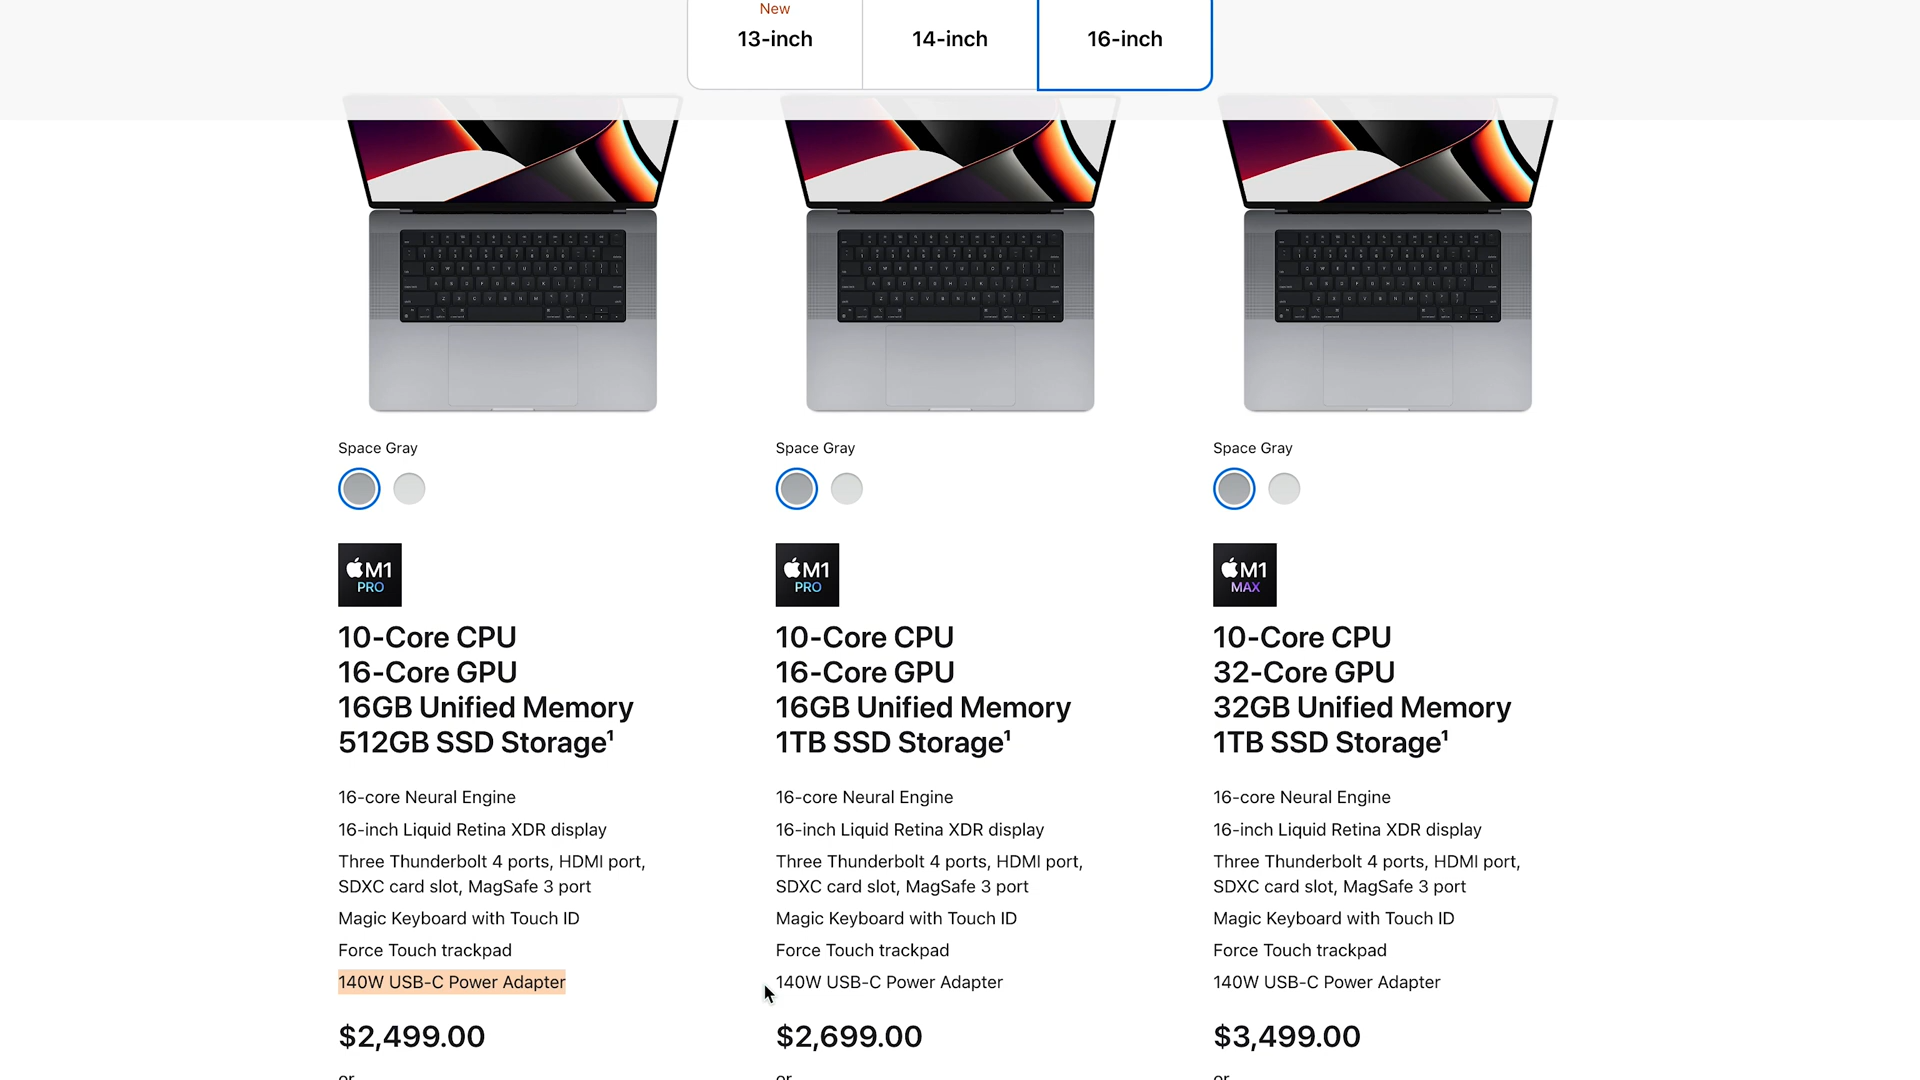 New
13-inch
14-inch
16-inch
Space Gray
M1
PRO
10-Core CPU
16-Core GPU
16GB Unified Memory
512GB SSD Storage¹
16-core Neural Engine
16-inch Liquid Retina XDR display
Three Thunderbolt 4 ports, HDMI port,
SDXC card slot, MagSafe 3 port
Magic Keyboard with Touch ID
Force Touch trackpad
140W USB-C Power Adapter
$2,499.00
or
Space Gray
M1
PRO
10-Core CPU
16-Core GPU
16GB Unified Memory
1TB SSD Storage¹
16-core Neural Engine
16-inch Liquid Retina XDR display
Three Thunderbolt 4 ports, HDMI port,
SDXC card slot, MagSafe 3 port
Magic Keyboard with Touch ID
Force Touch trackpad
140W USB-C Power Adapter
$2,699.00
or
Space Gray
M1
MAX
10-Core CPU
32-Core GPU
32GB Unified Memory
1TB SSD Storage¹
16-core Neural Engine
16-inch Liquid Retina XDR display
Three Thunderbolt 4 ports, HDMI port,
SDXC card slot, MagSafe 3 port
Magic Keyboard with Touch ID
Force Touch trackpad
140W USB-C Power Adapter
$3,499.00
or